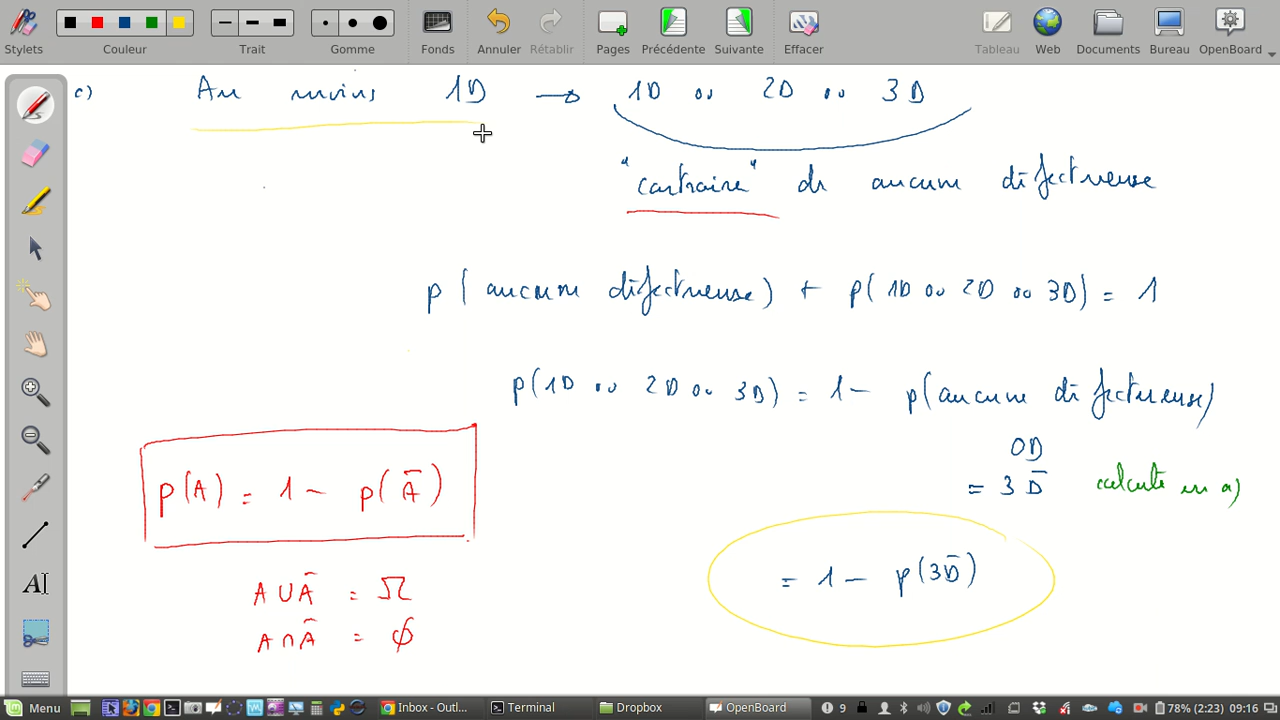 Stylets Couleur Trait Gomme Fonds Annuler Rétablir Pages Précédente Suivante Effacer Tableau Web Documents Bureau OpenBoard
c) Au moins 1D → 1D ou 2D ou 3D
"contraire" de aucune défectueuse
p(aucune défectueuse) + p(1D ou 2D ou 3D) = 1
p(1D ou 2D ou 3D) = 1 - p(aucune défectueuse)
0D
= 3D̄ calculé en a)
p(A) = 1 - p(Ā)
= 1 - p(3D̄)
A∪Ā = Ω
A∩Ā = ∅
Menu Inbox - Outl... Terminal Dropbox OpenBoard 9 78% (2:23) 09:16